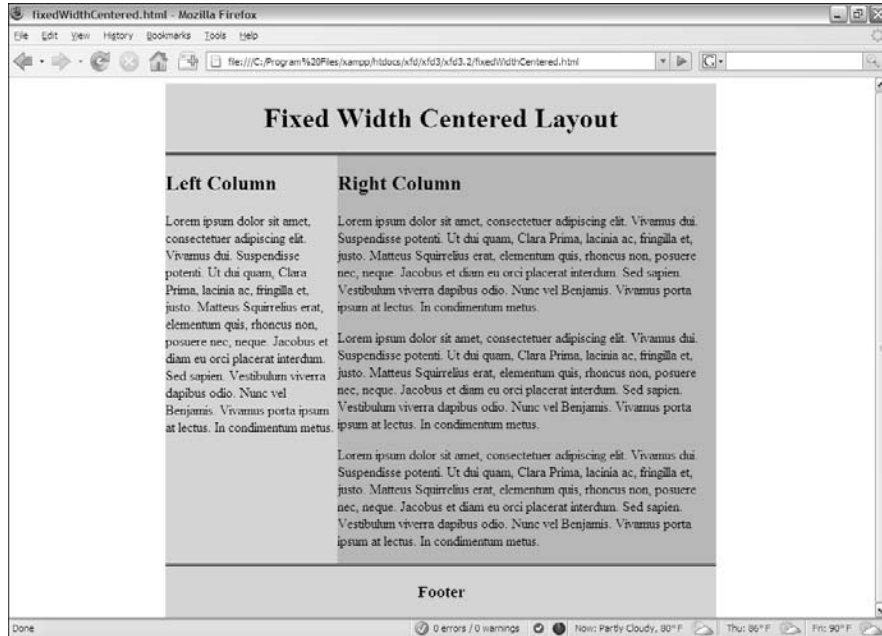 fixedWidthCentered.html - Mozilla Firefox
File Edit View History Bookmarks Tools Help
file:///C:/Program%20Files/xampp/htdocs/xfd/xfd3/xfd3.2/fixedWidthCentered.html
G
Fixed Width Centered Layout
Left Column
Lorem ipsum dolor sit amet,
consectetuer adipiscing elit.
Vivamus dui. Suspendisse
potenti. Ut dui quam, Clara
Prima, lacinia ac, fringilla et,
justo. Matteus Squirrelius erat,
elementum quis, rhoncus non,
posuere nec, neque. Jacobus et
diam eu orci placerat interdum.
Sed sapien. Vestibulum viverra
dapibus odio. Nunc vel
Benjamis. Vivamus porta ipsum
at lectus. In condimentum metus.
Right Column
Lorem ipsum dolor sit amet, consectetuer adipiscing elit. Vivamus dui.
Suspendisse potenti. Ut dui quam, Clara Prima, lacinia ac, fringilla et,
justo. Matteus Squirrelius erat, elementum quis, rhoncus non, posuere
nec, neque. Jacobus et diam eu orci placerat interdum. Sed sapien.
Vestibulum viverra dapibus odio. Nunc vel Benjamis. Vivamus porta
ipsum at lectus. In condimentum metus.
Lorem ipsum dolor sit amet, consectetuer adipiscing elit. Vivamus dui.
Suspendisse potenti. Ut dui quam, Clara Prima, lacinia ac, fringilla et,
justo. Matteus Squirrelius erat, elementum quis, rhoncus non, posuere
nec, neque. Jacobus et diam eu orci placerat interdum. Sed sapien.
Vestibulum viverra dapibus odio. Nunc vel Benjamis. Vivamus porta
ipsum at lectus. In condimentum metus.
Lorem ipsum dolor sit amet, consectetuer adipiscing elit. Vivamus dui.
Suspendisse potenti. Ut dui quam, Clara Prima, lacinia ac, fringilla et,
justo. Matteus Squirrelius erat, elementum quis, rhoncus non, posuere
nec, neque. Jacobus et diam eu orci placerat interdum. Sed sapien.
Vestibulum viverra dapibus odio. Nunc vel Benjamis. Vivamus porta
ipsum at lectus. In condimentum metus.
Footer
Done 0 errors / 0 warnings Now: Partly Cloudy, 80° F Thu: 86° F Fri: 90° F